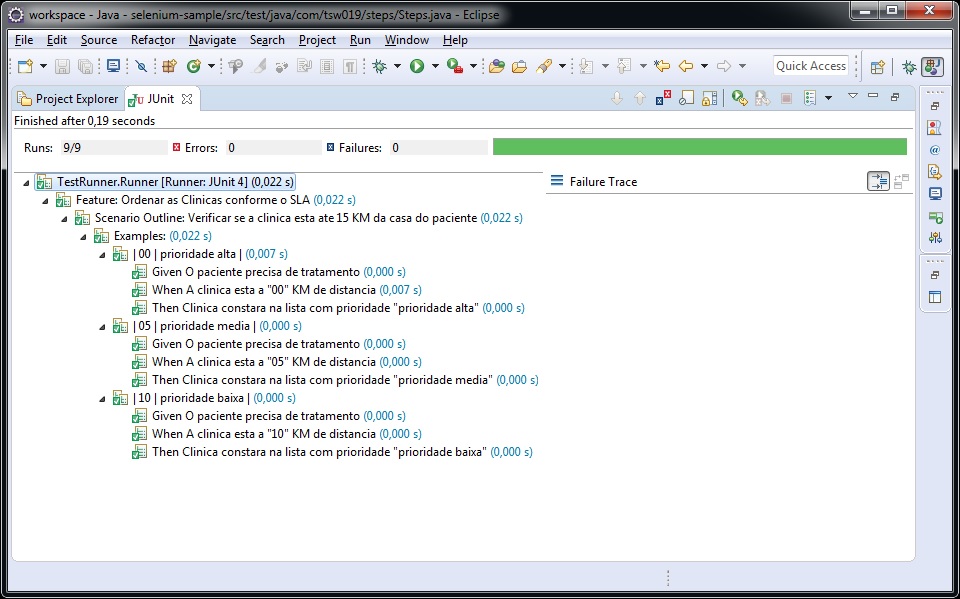 workspace - Java - selenium-sample/src/test/java/com/tsw019/steps/Steps.java - Eclipse
File Edit Source Refactor Navigate Search Project Run Window Help
Quick Access
Project Explorer JUnit
Finished after 0,19 seconds
Runs: 9/9 Errors: 0 Failures: 0
TestRunner.Runner [Runner: JUnit 4] (0,022 s)
Failure Trace
Feature: Ordenar as Clinicas conforme o SLA (0,022 s)
Scenario Outline: Verificar se a clinica esta ate 15 KM da casa do paciente (0,022 s)
Examples: (0,022 s)
| 00 | prioridade alta | (0,007 s)
Given O paciente precisa de tratamento (0,000 s)
When A clinica esta a "00" KM de distancia (0,007 s)
Then Clinica constara na lista com prioridade "prioridade alta" (0,000 s)
| 05 | prioridade media | (0,000 s)
Given O paciente precisa de tratamento (0,000 s)
When A clinica esta a "05" KM de distancia (0,000 s)
Then Clinica constara na lista com prioridade "prioridade media" (0,000 s)
| 10 | prioridade baixa | (0,000 s)
Given O paciente precisa de tratamento (0,000 s)
When A clinica esta a "10" KM de distancia (0,000 s)
Then Clinica constara na lista com prioridade "prioridade baixa" (0,000 s)